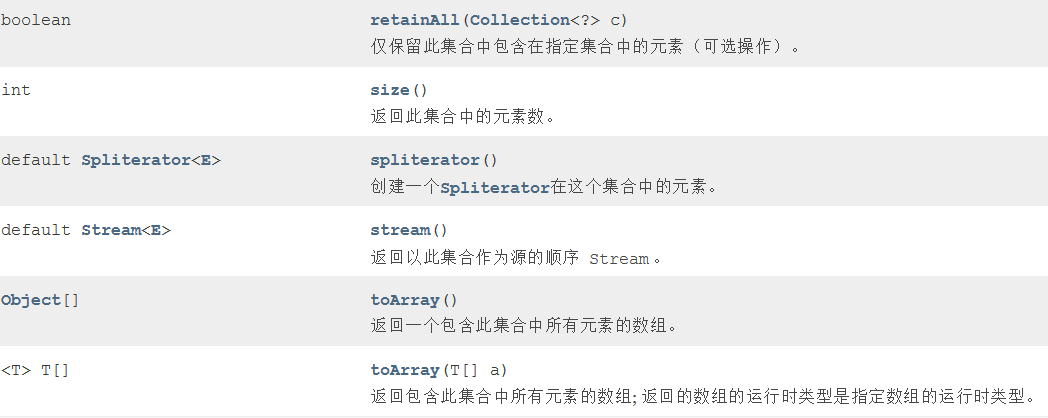 boolean retainAll(Collection<?> c)
仅保留此集合中包含在指定集合中的元素（可选操作）。
int size()
返回此集合中的元素数。
default Spliterator<E> spliterator()
创建一个Spliterator在这个集合中的元素。
default Stream<E> stream()
返回以此集合作为源的顺序 Stream 。
Object[] toArray()
返回一个包含此集合中所有元素的数组。
<T> T[] toArray(T[] a)
返回包含此集合中所有元素的数组; 返回的数组的运行时类型是指定数组的运行时类型。